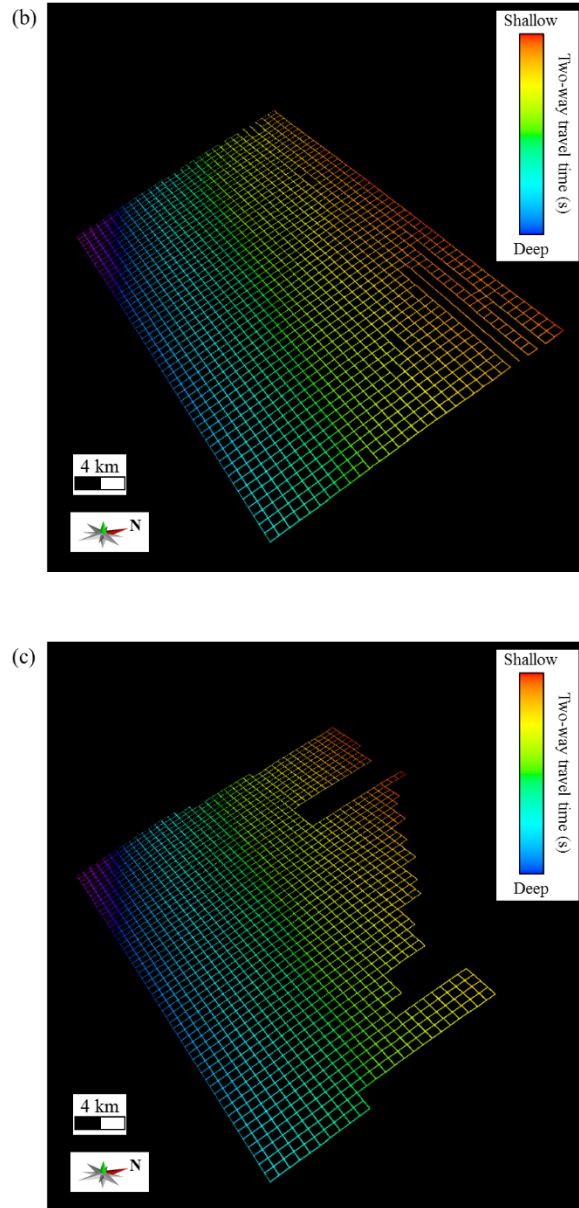 (b)
Shallow
Two-way travel time (s)
Deep
4 km
N
(c)
Shallow
Two-way travel time (s)
Deep
4 km
N